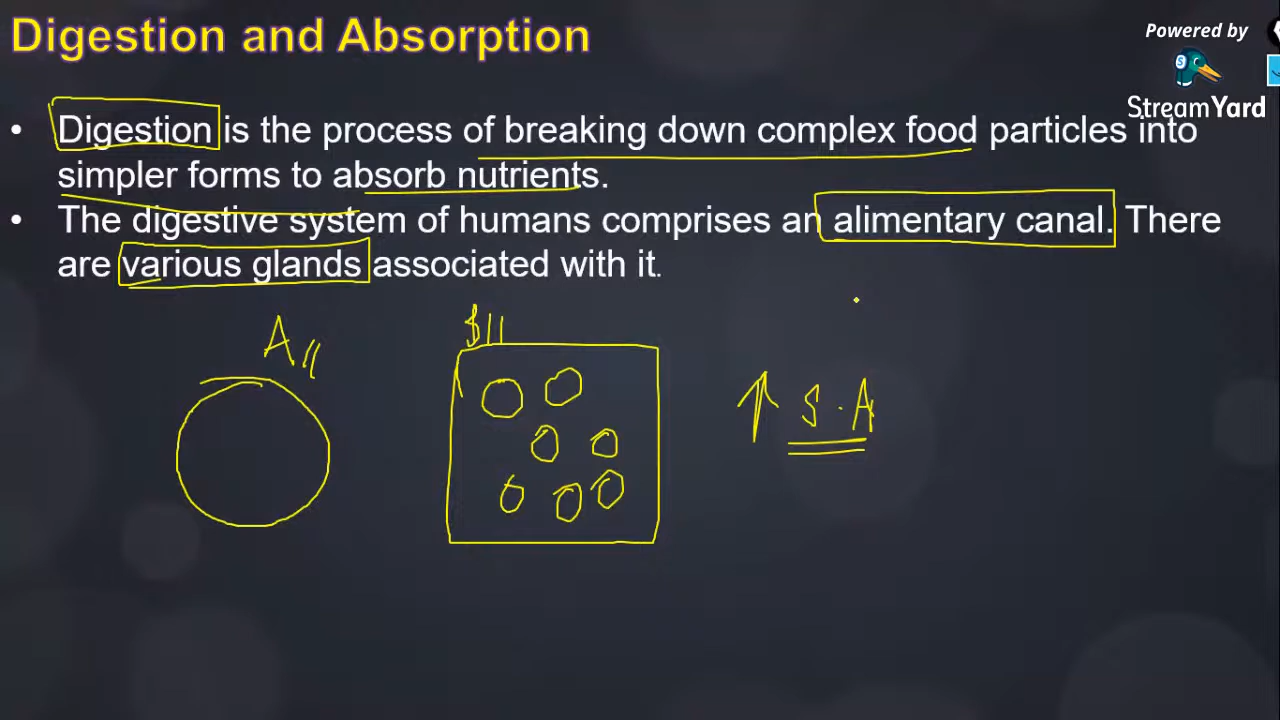 Digestion and Absorption
Powered by
StreamYard
• Digestion is the process of breaking down complex food particles into
simpler forms to absorb nutrients.
• The digestive system of humans comprises an alimentary canal. There
are various glands associated with it.
A
↑ S.A